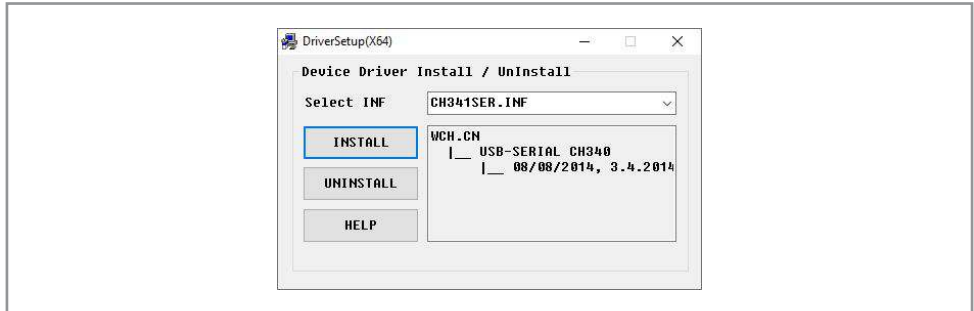 DriverSetup(X64)
Device Driver Install / UnInstall
Select INF
CH341SER.INF
INSTALL
UNINSTALL
HELP
WCH.CN
|__ USB-SERIAL CH340
|__ 08/08/2014, 3.4.2014